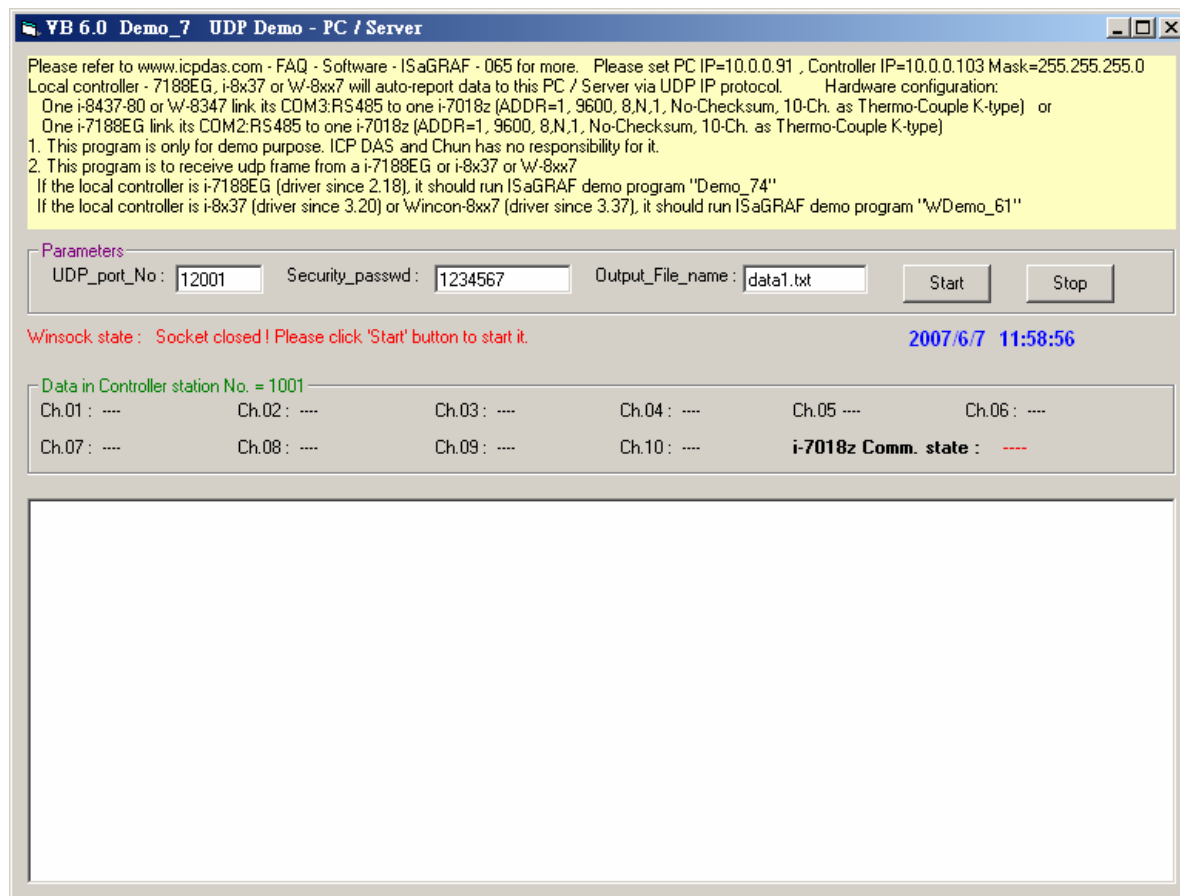 VB 6.0 Demo_7 UDP Demo - PC / Server
Please refer to www.icpdas.com - FAQ - Software - ISaGRAF - 065 for more. Please set PC IP=10.0.0.91 , Controller IP=10.0.0.103 Mask=255.255.255.0
Local controller - 7188EG, i-8x37 or W-8xx7 will auto-report data to this PC / Server via UDP IP protocol. Hardware configuration:
One i-8437-80 or W-8347 link its COM3:RS485 to one i-7018z (ADDR=1, 9600, 8,N,1, No-Checksum, 10-Ch. as Thermo-Couple K-type) or
One i-7188EG link its COM2:RS485 to one i-7018z (ADDR=1, 9600, 8,N,1, No-Checksum, 10-Ch. as Thermo-Couple K-type)
1. This program is only for demo purpose. ICP DAS and Chun has no responsibility for it.
2. This program is to receive udp frame from a i-7188EG or i-8x37 or W-8xx7
If the local controller is i-7188EG (driver since 2.18), it should run ISaGRAF demo program "Demo_74"
If the local controller is i-8x37 (driver since 3.20) or Wincon-8xx7 (driver since 3.37), it should run ISaGRAF demo program "WDemo_61"
Parameters
UDP_port_No : 12001 Security_passwd : 1234567 Output_File_name : data1.txt Start Stop
Winsock state : Socket closed ! Please click 'Start' button to start it. 2007/6/7 11:58:56
Data in Controller station No. = 1001
Ch.01 : ---- Ch.02 : ---- Ch.03 : ---- Ch.04 : ---- Ch.05 ---- Ch.06 : ----
Ch.07 : ---- Ch.08 : ---- Ch.09 : ---- Ch.10 : ---- i-7018z Comm. state : ----